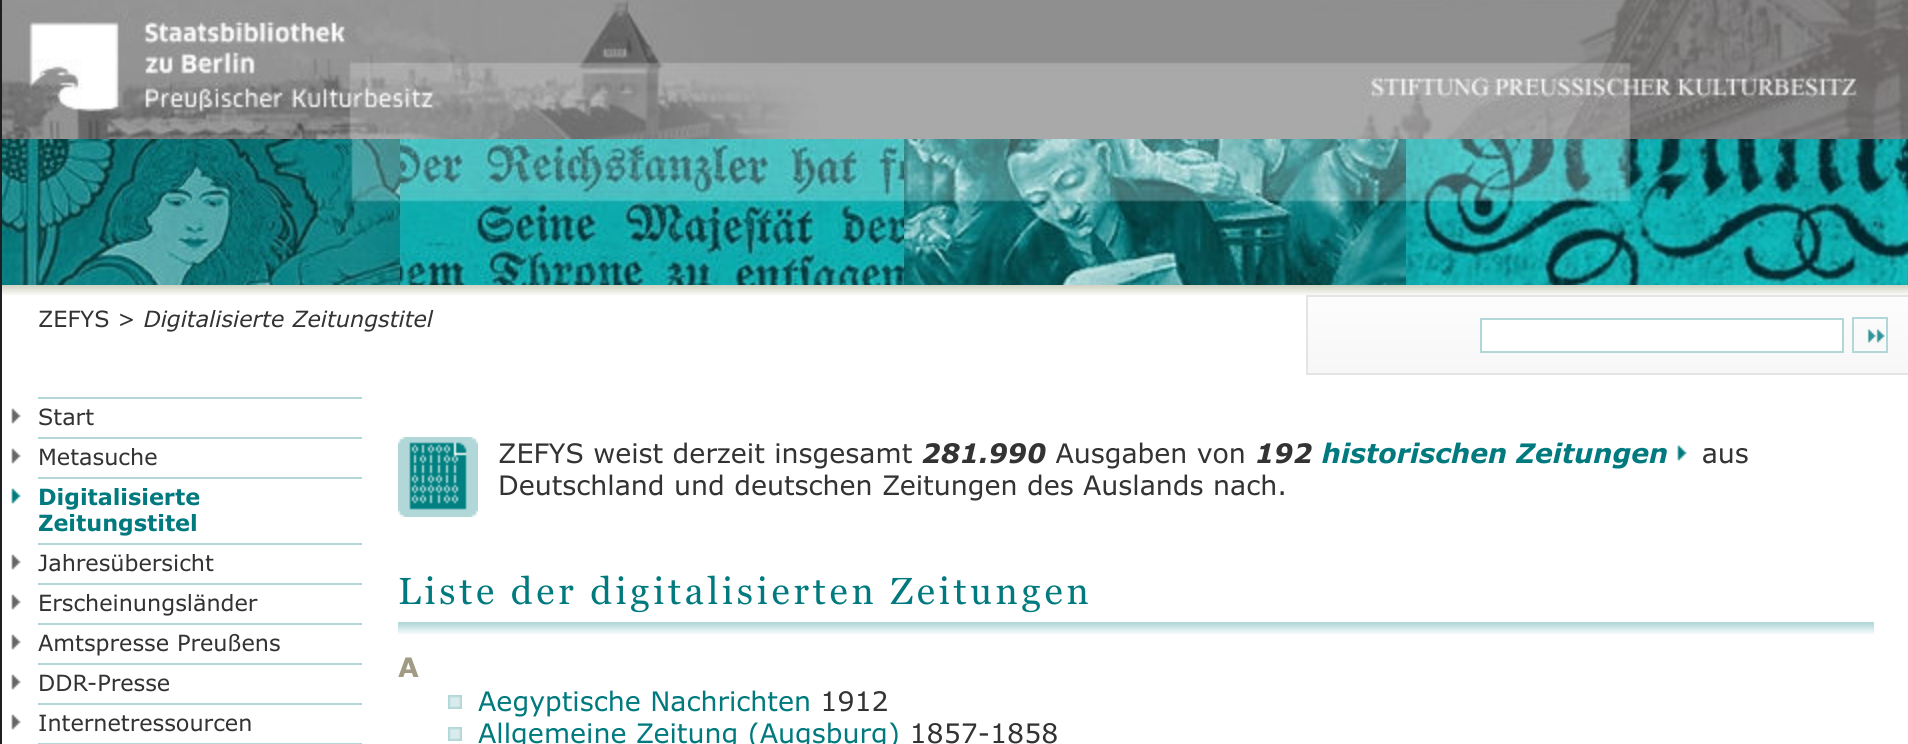 Staatsbibliothek
zu Berlin
Preußischer Kulturbesitz
STIFTUNG PREUSSISCHER KULTURBESITZ
Der Reichskanzler hat
Seine Majestät der
Throne zu entsagen
ZEFYS > Digitalisierte Zeitungstitel
Start
Metasuche
Digitalisierte
Zeitungstitel
Jahresübersicht
Erscheinungsländer
Amtspresse Preußens
DDR-Presse
Internetressourcen
ZEFYS weist derzeit insgesamt 281.990 Ausgaben von 192 historischen Zeitungen aus
Deutschland und deutschen Zeitungen des Auslands nach.
Liste der digitalisierten Zeitungen
A
Aegyptische Nachrichten 1912
Allgemeine Zeitung (Augsburg) 1857-1858